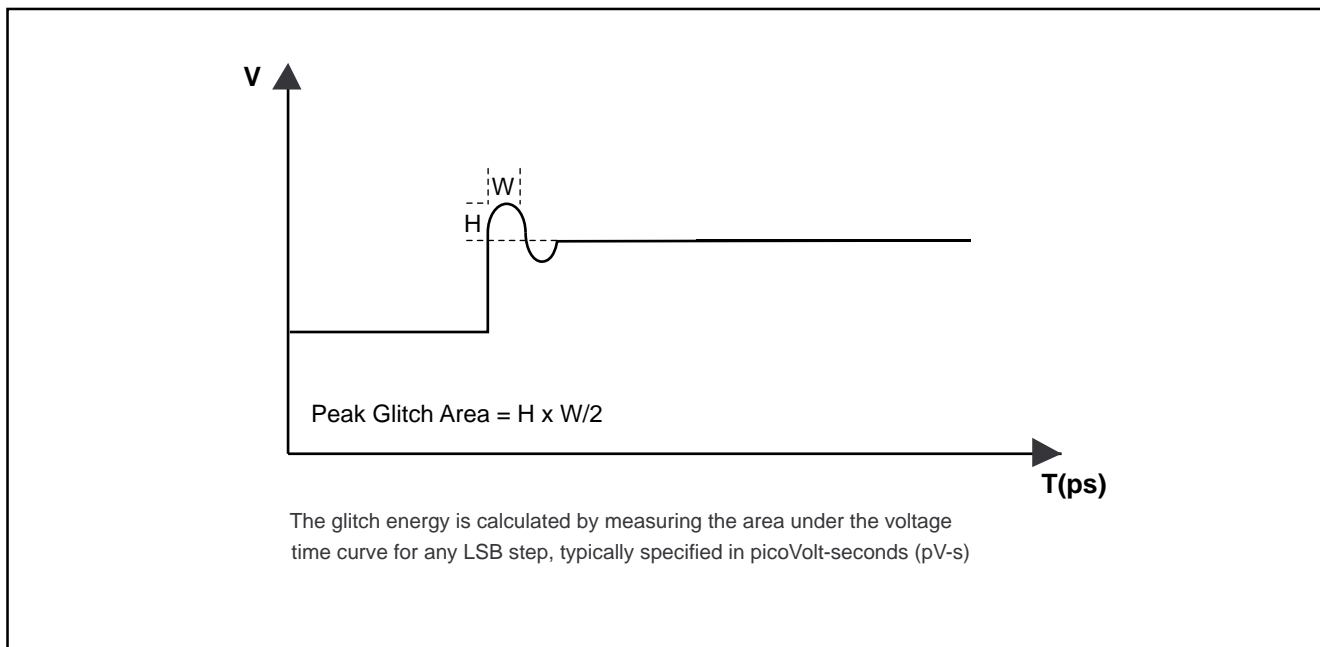 V
W
H
Peak Glitch Area = H x W/2
T(ps)
The glitch energy is calculated by measuring the area under the voltage
time curve for any LSB step, typically specified in picoVolt-seconds (pV-s)